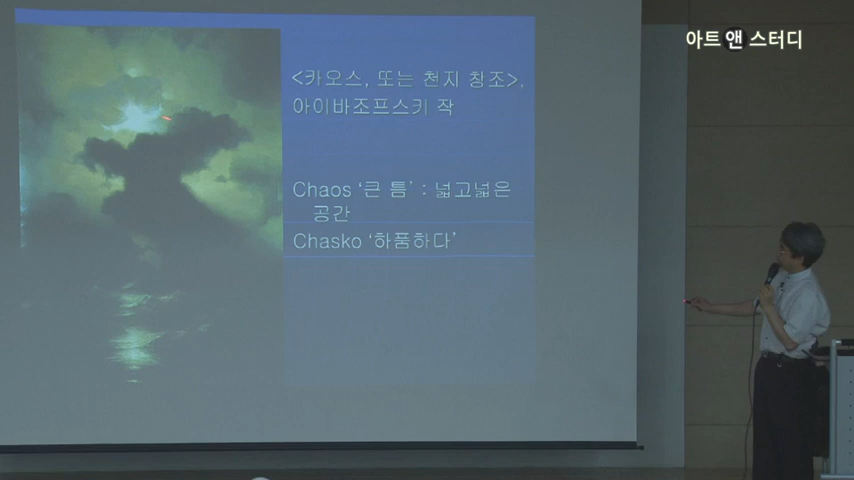 아트앤스터디
<카오스, 또는 천지 창조>,
아이바조프스키 작
Chaos ‘큰 틈’ : 넓고넓은
공간
Chasko ‘하품하다’